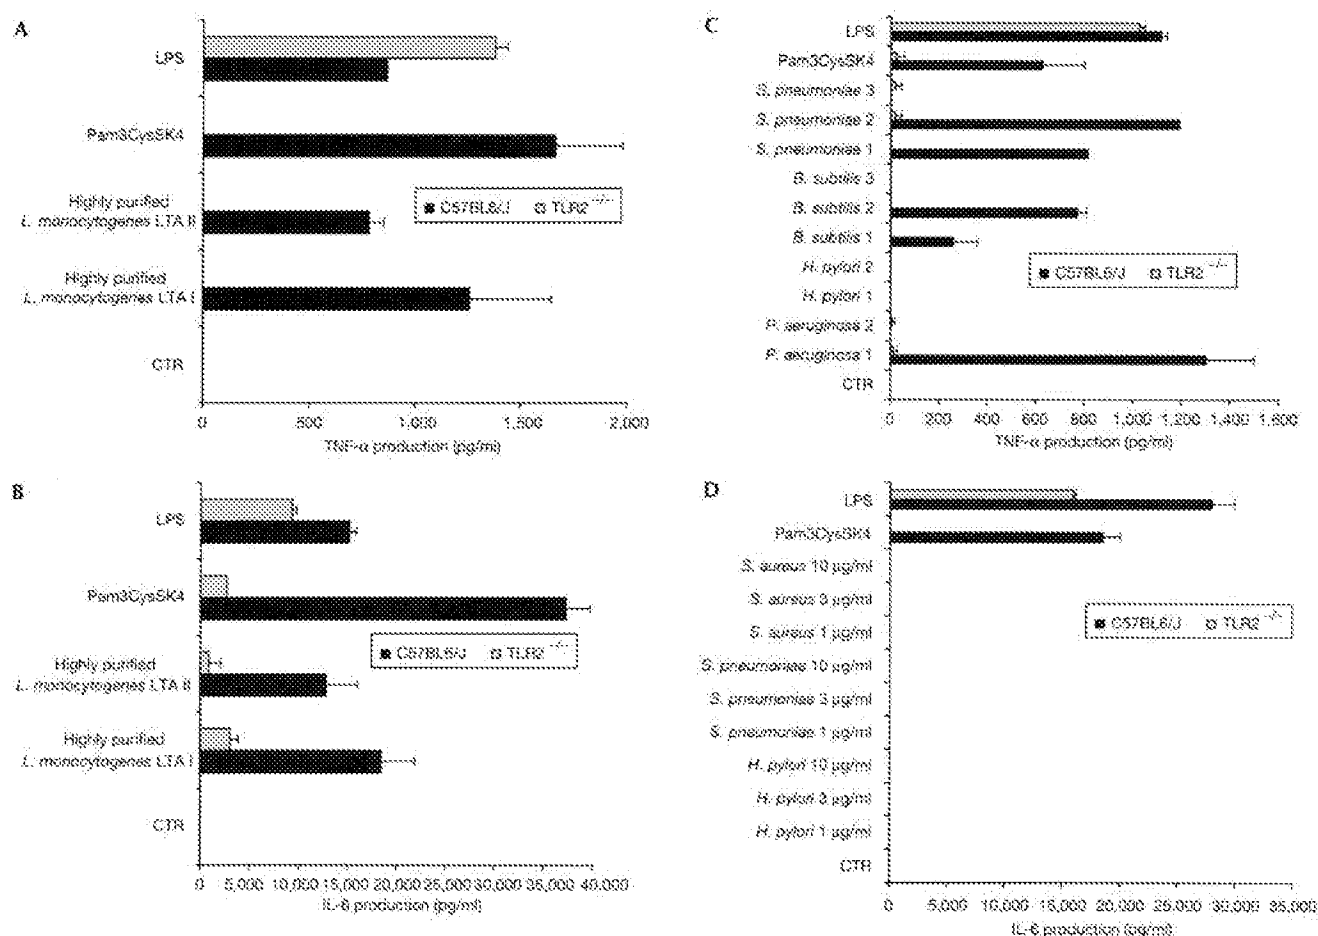 A
LPS
Pam3CysSK4
Highly purified
L. monocytogenes LTA II
Highly purified
L. monocytogenes LTA I
CTR
C57BL6/J TLR2 −/−
0 500 1,000 1,500 2,000
TNF-α production (pg/ml)
B
LPS
Pam3CysSK4
Highly purified
L. monocytogenes LTA II
Highly purified
L. monocytogenes LTA I
CTR
C57BL6/J TLR2 −/−
0 5,000 10,000 15,000 20,000 25,000 30,000 35,000 40,000
IL-6 production (pg/ml)
C
LPS
Pam3CysSK4
S. pneumoniae 3
S. pneumoniae 2
S. pneumoniae 1
B. subtilis 3
B. subtilis 2
B. subtilis 1
H. pylori 2
H. pylori 1
P. aeruginosa 2
P. aeruginosa 1
CTR
C57BL6/J TLR2 −/−
0 200 400 600 800 1,000 1,200 1,400 1,600
TNF-α production (pg/ml)
D
LPS
Pam3CysSK4
S. aureus 10 µg/ml
S. aureus 3 µg/ml
S. aureus 1 µg/ml
S. pneumoniae 10 µg/ml
S. pneumoniae 3 µg/ml
S. pneumoniae 1 µg/ml
H. pylori 10 µg/ml
H. pylori 3 µg/ml
H. pylori 1 µg/ml
CTR
C57BL6/J TLR2 −/−
0 5,000 10,000 15,000 20,000 25,000 30,000 35,000
IL-6 production (pg/ml)